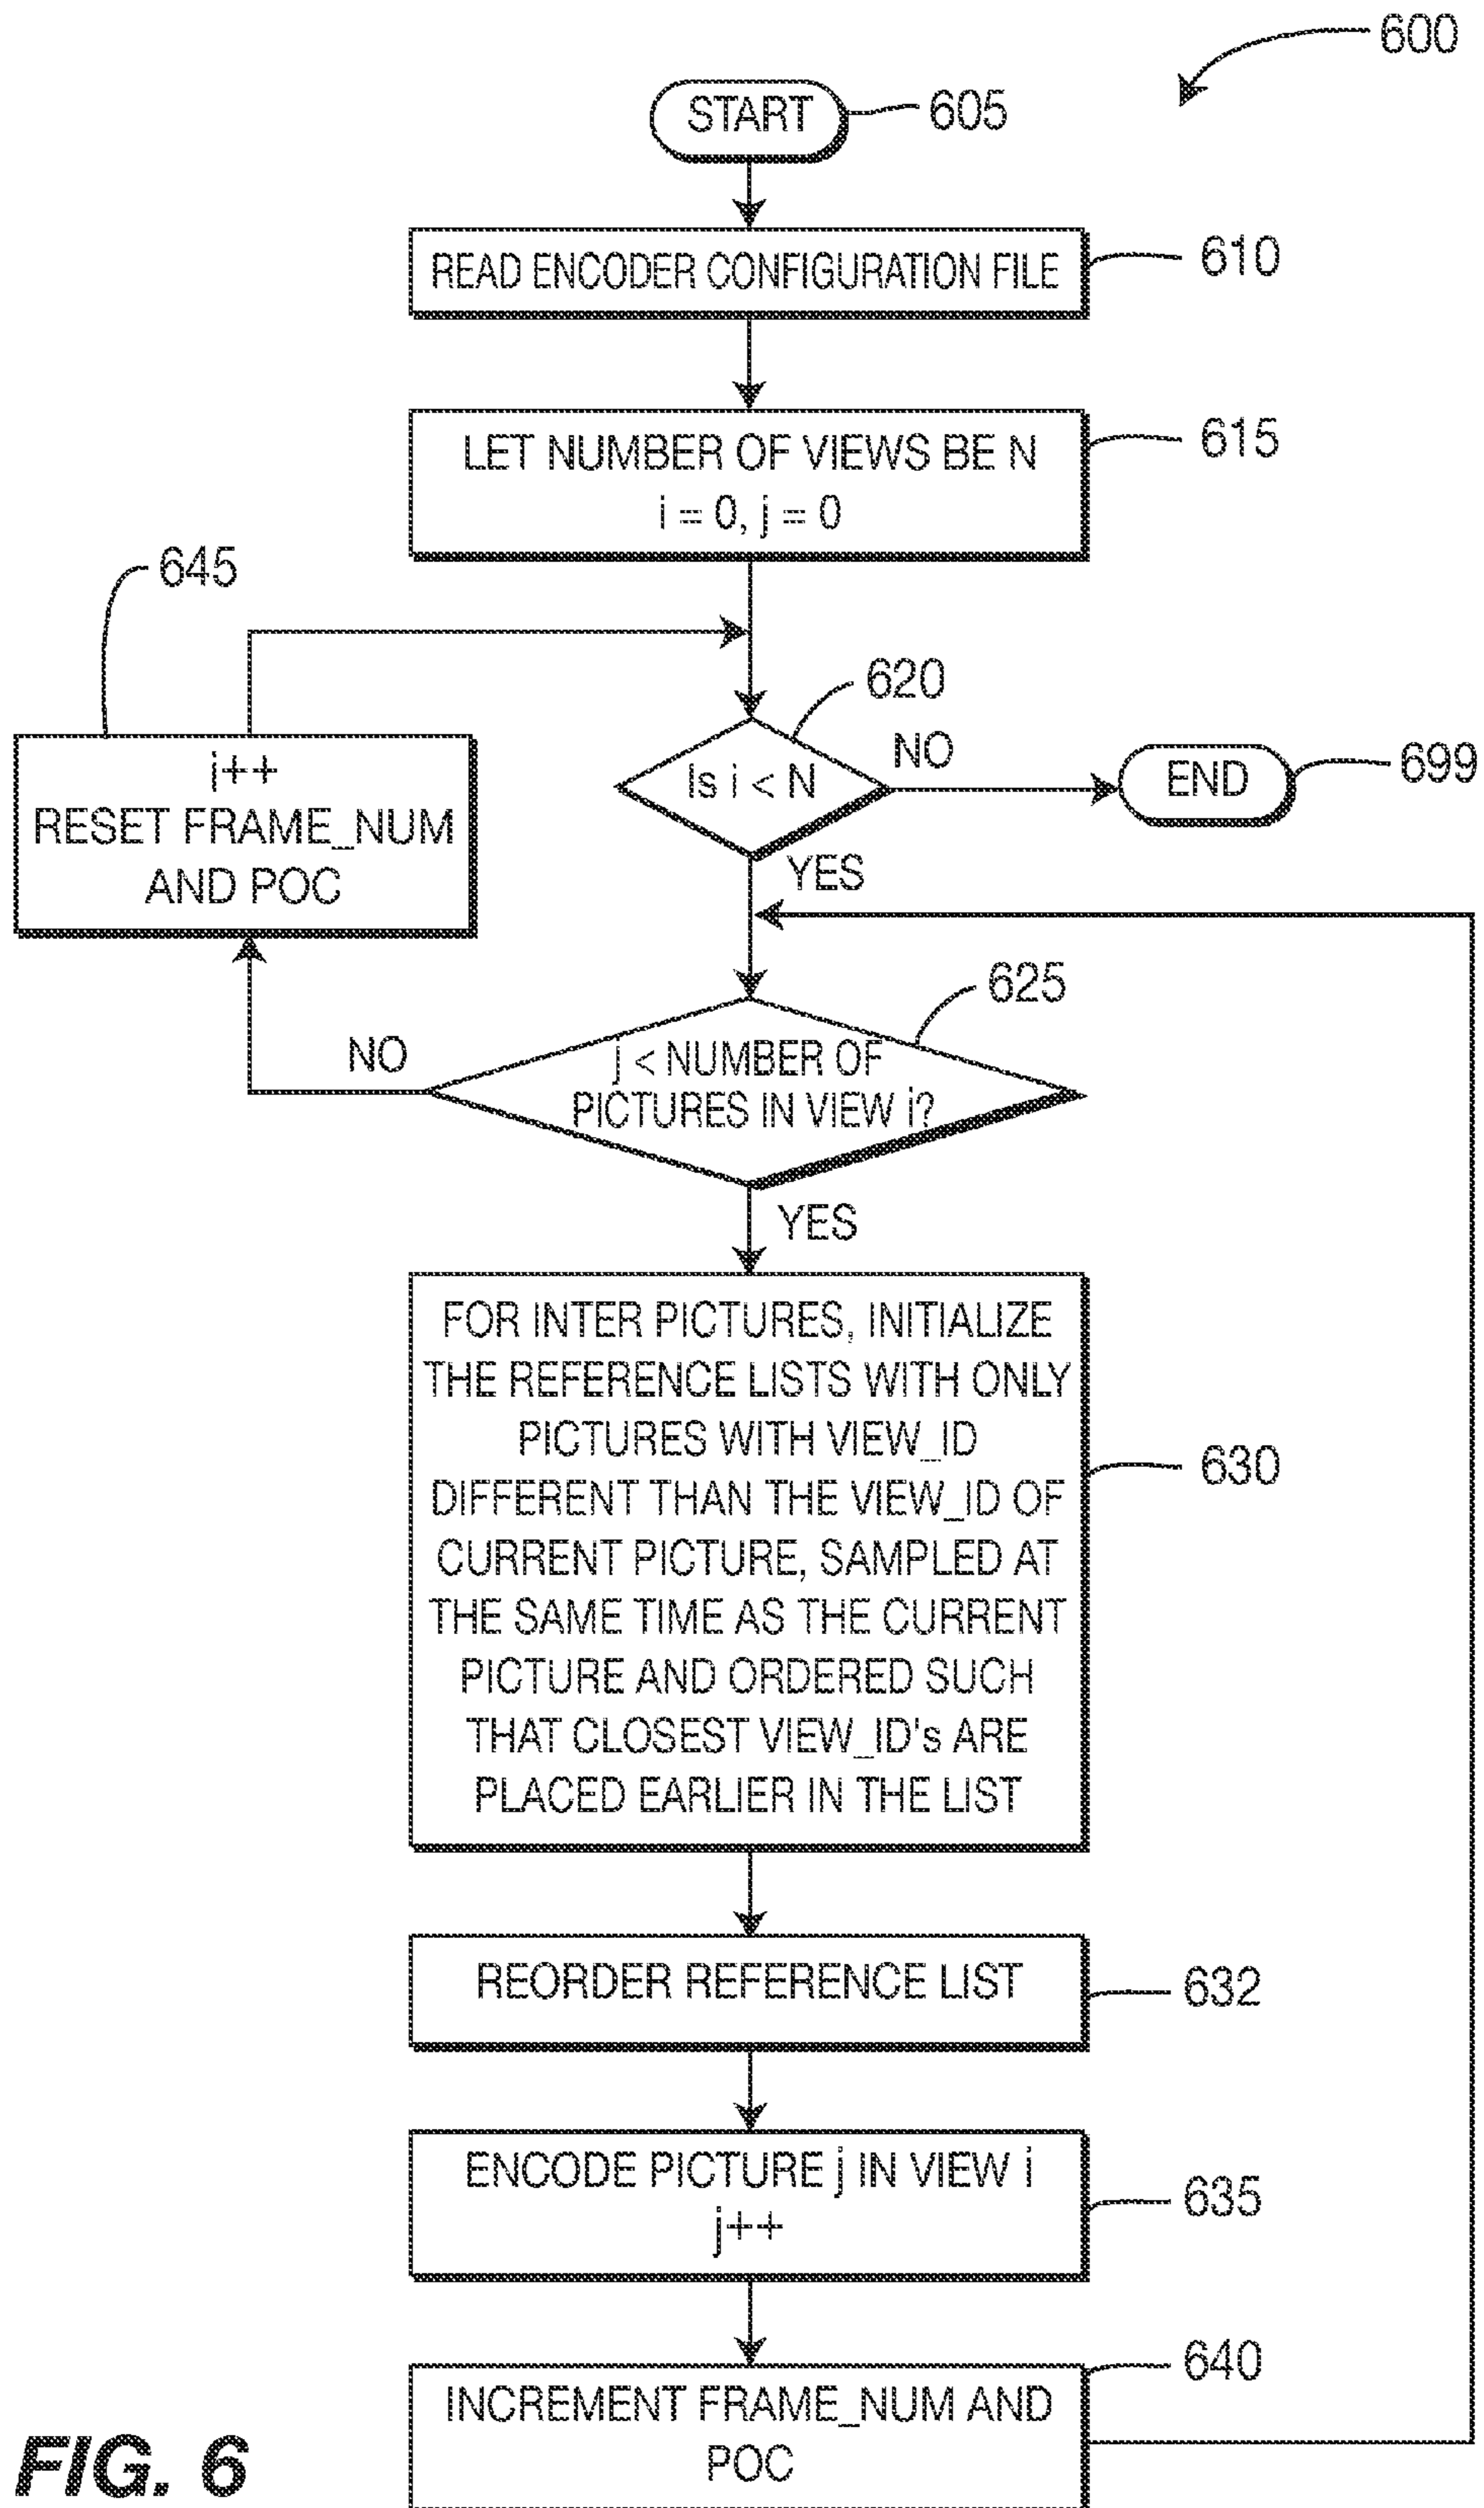 600
START
605
READ ENCODER CONFIGURATION FILE
610
LET NUMBER OF VIEWS BE N
i = 0, j = 0
615
645
i++
RESET FRAME_NUM
AND POC
620
Is i < N
NO
END
699
YES
625
j < NUMBER OF
PICTURES IN VIEW i?
NO
YES
FOR INTER PICTURES, INITIALIZE
THE REFERENCE LISTS WITH ONLY
PICTURES WITH VIEW_ID
DIFFERENT THAN THE VIEW_ID OF
CURRENT PICTURE, SAMPLED AT
THE SAME TIME AS THE CURRENT
PICTURE AND ORDERED SUCH
THAT CLOSEST VIEW_ID's ARE
PLACED EARLIER IN THE LIST
630
REORDER REFERENCE LIST
632
ENCODE PICTURE j IN VIEW i
j++
635
INCREMENT FRAME_NUM AND
POC
640
FIG. 6